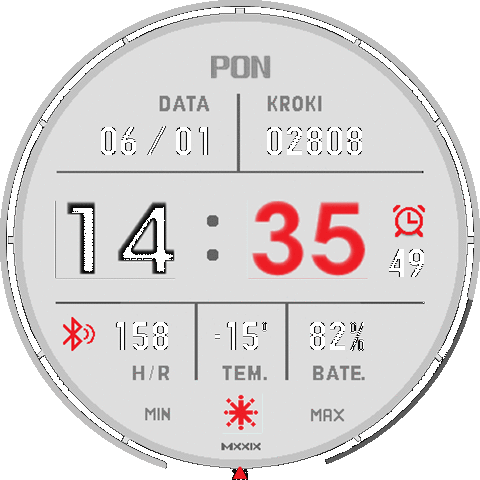 PON
DATA KROKI
06 / 01 02808
14 : 35
49
158 -15° 82%
H/R TEM. BATE.
MIN MAX
MXXIX